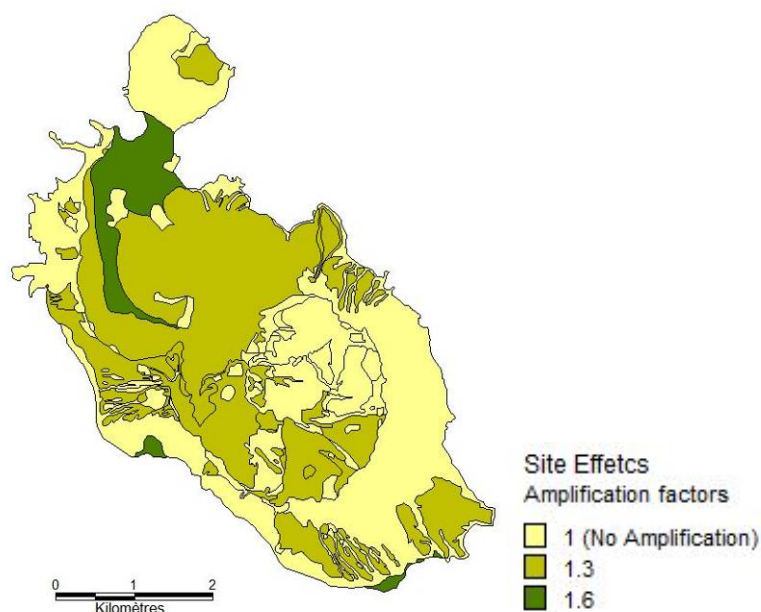 Site Effetcs
Amplification factors
1 (No Amplification)
1.3
1.6
0 1 2
Kilomètres